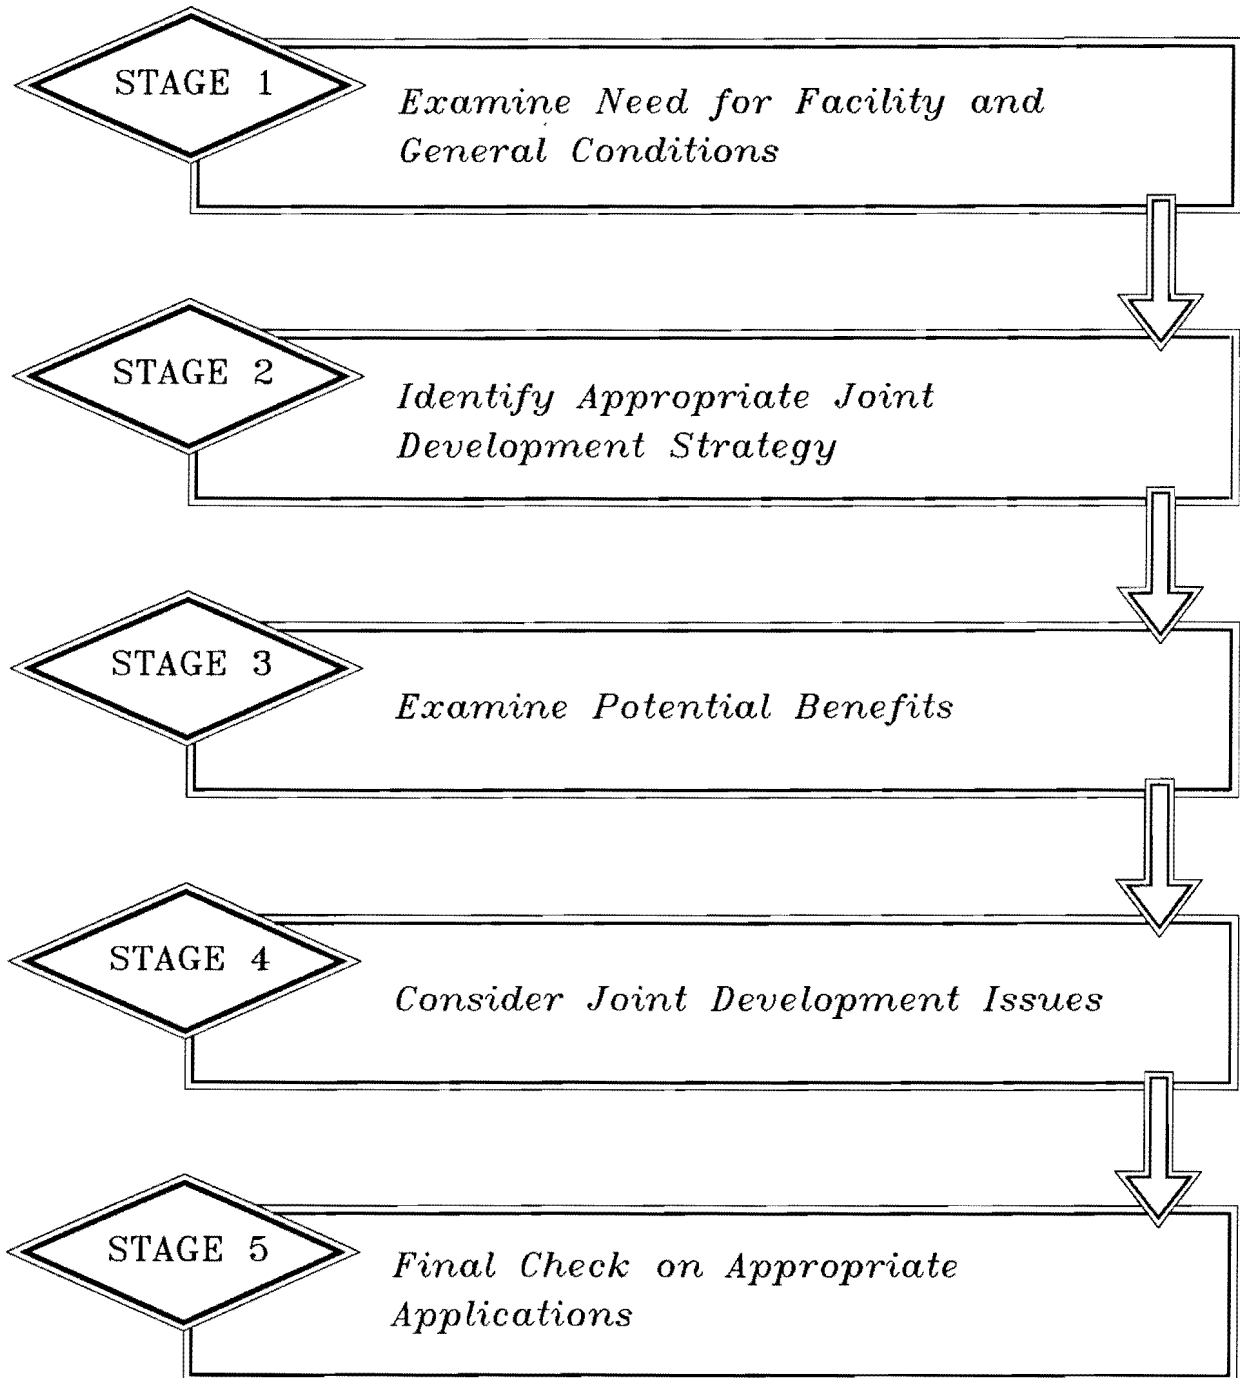 STAGE 1
Examine Need for Facility and
General Conditions
STAGE 2
Identify Appropriate Joint
Development Strategy
STAGE 3
Examine Potential Benefits
STAGE 4
Consider Joint Development Issues
STAGE 5
Final Check on Appropriate
Applications